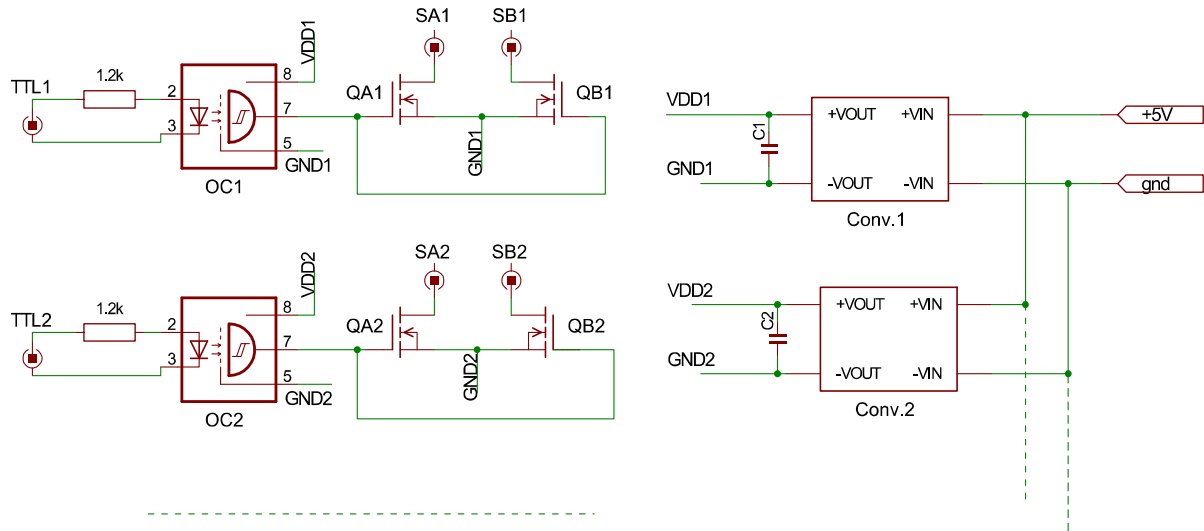 SA1 SB1
VDD1
TTL1 1.2k 2 8 QA1 QB1
7
3 5
GND1 GND1
OC1
SA2 SB2
VDD2
TTL2 1.2k 2 8 QA2 QB2
7
3 5
GND2 GND2
OC2
VDD1 +VOUT +VIN +5V
C1
GND1 -VOUT -VIN gnd
Conv.1
VDD2 +VOUT +VIN
C2
GND2 -VOUT -VIN
Conv.2